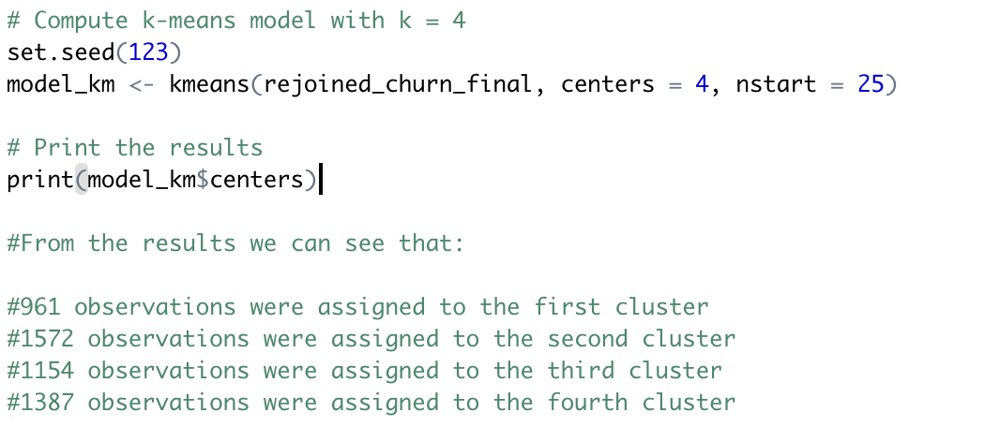 # Compute k-means model with k = 4
set.seed(123)
model_km <- kmeans(rejoined_churn_final, centers = 4, nstart = 25)
# Print the results
print(model_km$centers)
#From the results we can see that:
#961 observations were assigned to the first cluster
#1572 observations were assigned to the second cluster
#1154 observations were assigned to the third cluster
#1387 observations were assigned to the fourth cluster